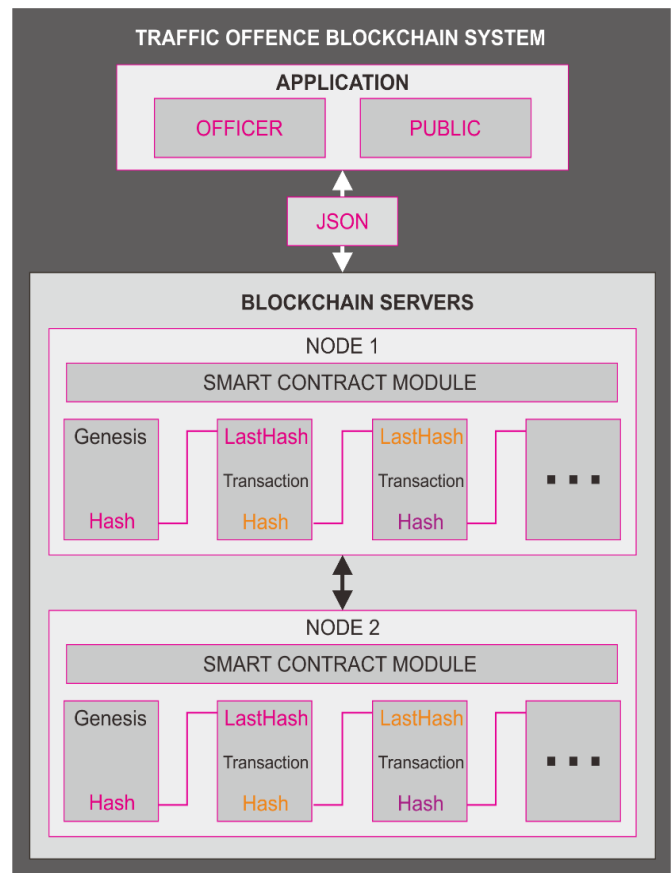 TRAFFIC OFFENCE BLOCKCHAIN SYSTEM
APPLICATION
OFFICER
PUBLIC
JSON
BLOCKCHAIN SERVERS
NODE 1
SMART CONTRACT MODULE
Genesis
Hash
LastHash
Transaction
Hash
LastHash
Transaction
Hash
...
NODE 2
SMART CONTRACT MODULE
Genesis
Hash
LastHash
Transaction
Hash
LastHash
Transaction
Hash
...